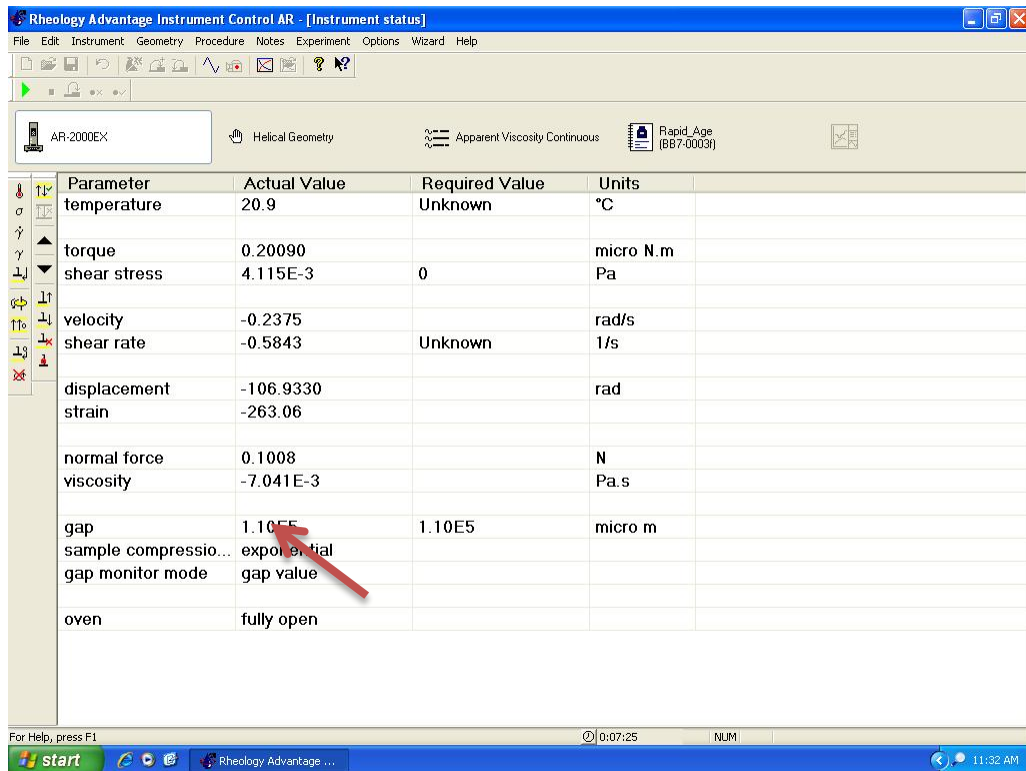 Rheology Advantage Instrument Control AR - [Instrument status]
File Edit Instrument Geometry Procedure Notes Experiment Options Wizard Help
AR-2000EX Helical Geometry Apparent Viscosity Continuous Rapid_Age
(BB7-0003f)
Parameter Actual Value Required Value Units
temperature 20.9 Unknown °C
torque 0.20090 micro N.m
shear stress 4.115E-3 0 Pa
velocity -0.2375 rad/s
shear rate -0.5843 Unknown 1/s
displacement -106.9330 rad
strain -263.06
normal force 0.1008 N
viscosity -7.041E-3 Pa.s
gap 1.10E5 1.10E5 micro m
sample compressio... exponential
gap monitor mode gap value
oven fully open
For Help, press F1 0:07:25 NUM
start Rheology Advantage ... 11:32 AM